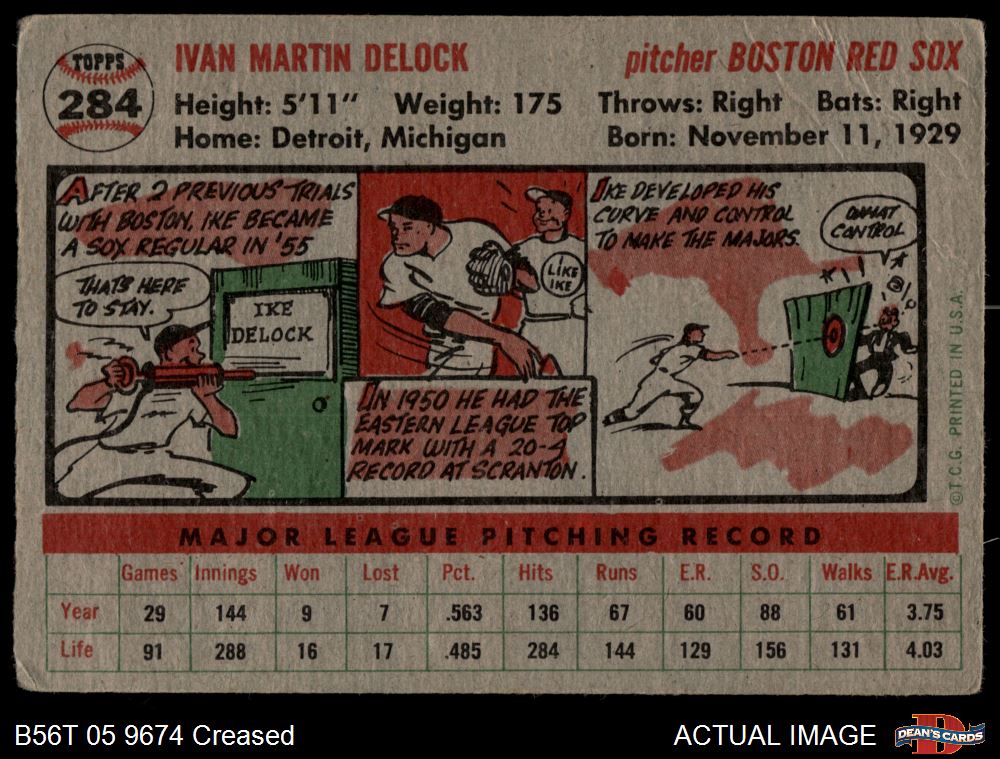 TOPPS
284
IVAN MARTIN DELOCK
pitcher BOSTON RED SOX
Height: 5'11" Weight: 175 Throws: Right Bats: Right
Home: Detroit, Michigan Born: November 11, 1929
AFTER 2 PREVIOUS TRIALS
WITH BOSTON, IKE BECAME
A SOX REGULAR IN '55
THAT'S HERE
TO STAY.
IKE
DELOCK
I
LIKE
IKE
IN 1950 HE HAD THE
EASTERN LEAGUE TOP
MARK WITH A 20-4
RECORD AT SCRANTON.
IKE DEVELOPED HIS
CURVE AND CONTROL
TO MAKE THE MAJORS.
WHAT
CONTROL
©T.C.G. PRINTED IN U.S.A.
MAJOR LEAGUE PITCHING RECORD
Games Innings Won Lost Pct. Hits Runs E.R. S.O. Walks E.R.Avg.
Year 29 144 9 7 .563 136 67 60 88 61 3.75
Life 91 288 16 17 .485 284 144 129 156 131 4.03
B56T 05 9674 Creased
ACTUAL IMAGE
DEAN'S CARDS